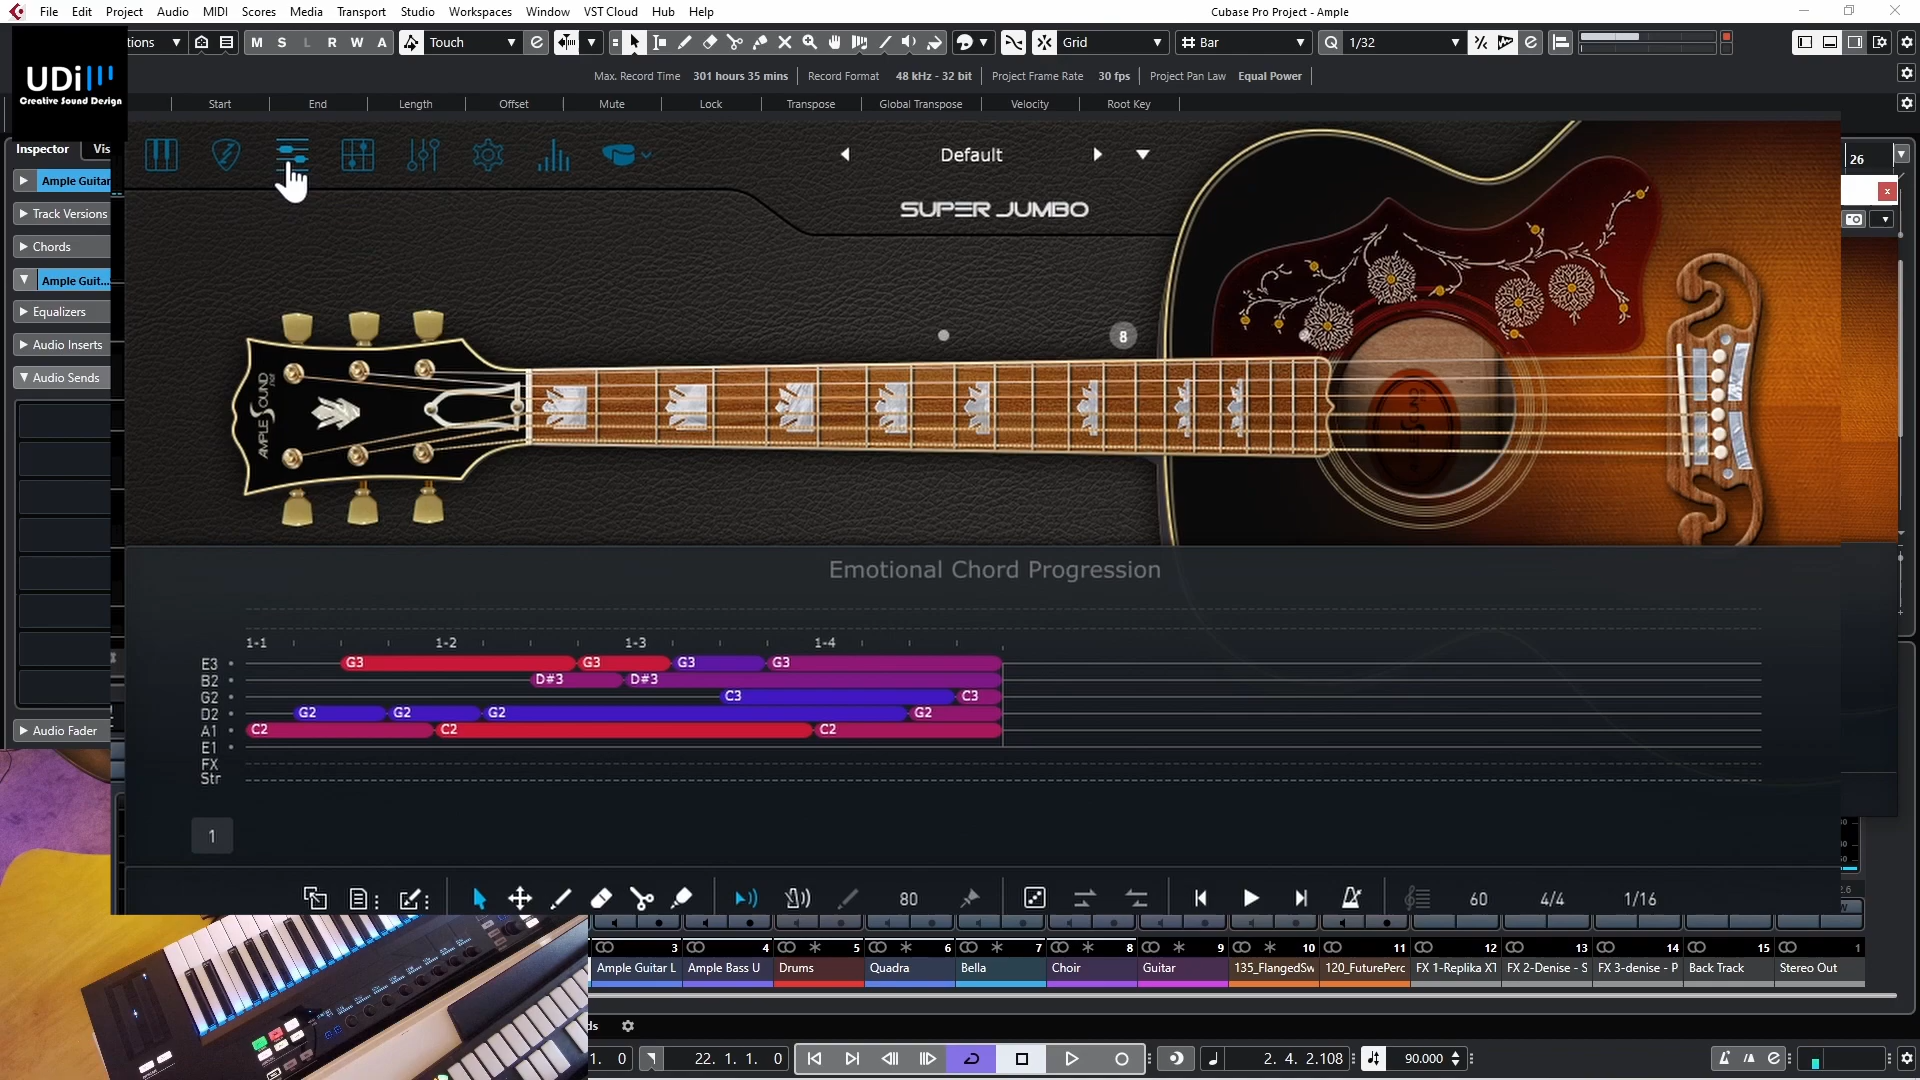 File Edit Project Audio MIDI Scores Media Transport Studio Workspaces Window VST Cloud Hub Help
Cubase Pro Project - Ample
tions M S L R W A Touch Grid Bar Q 1/32
Max. Record Time 301 hours 35 mins Record Format 48 kHz - 32 bit Project Frame Rate 30 fps Project Pan Law Equal Power
UDi
Creative Sound Design
Start End Length Offset Mute Lock Transpose Global Transpose Velocity Root Key
Inspector Vis
26
Default
Ample Guitar
Track Versions
SUPER JUMBO
Chords
Ample Guit...
Equalizers
8
Audio Inserts
Audio Sends
AMPLE SOUND
Emotional Chord Progression
1-1 1-2 1-3 1-4
E3 G3 G3 G3 G3
B2 D#3 D#3
G2 C3 C3
D2 G2 G2 G2 G2
A1 C2 C2 C2
Audio Fader
E1
FX
Str
1
80 60 4/4 1/16
3 4 5 6 7 8 9 10 11 12 13 14 15 1
Ample Guitar L Ample Bass U Drums Quadra Bella Choir Guitar 135_FlangedSw 120_FuturePerc FX 1-Replika XT FX 2-Denise - S FX 3-denise - P Back Track Stereo Out
ds
1. 0 22. 1. 1. 0 2. 4. 2.108 90.000